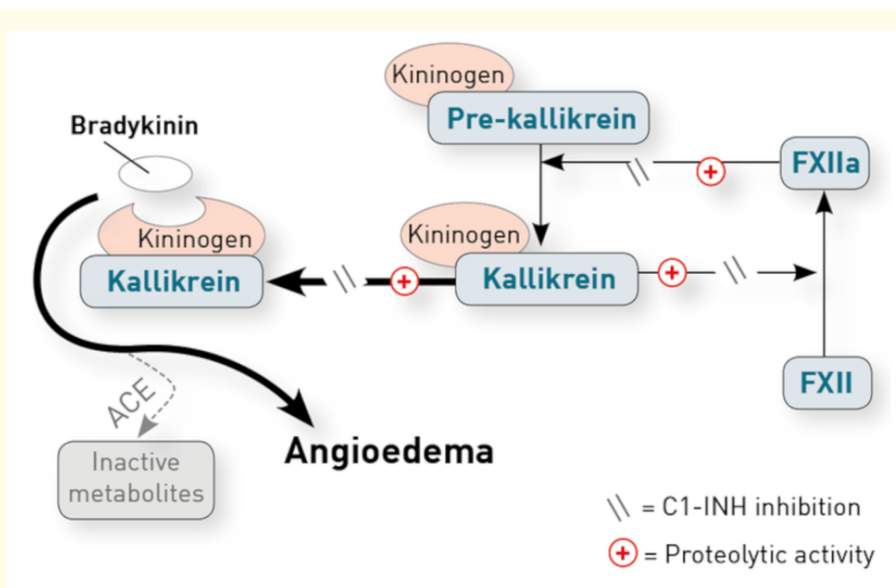 Kininogen
Pre-kallikrein
Bradykinin
FXIIa
Kininogen
Kininogen
Kallikrein
Kallikrein
FXII
ACE
Angioedema
Inactive
metabolites
\\ = C1-INH inhibition
+ = Proteolytic activity